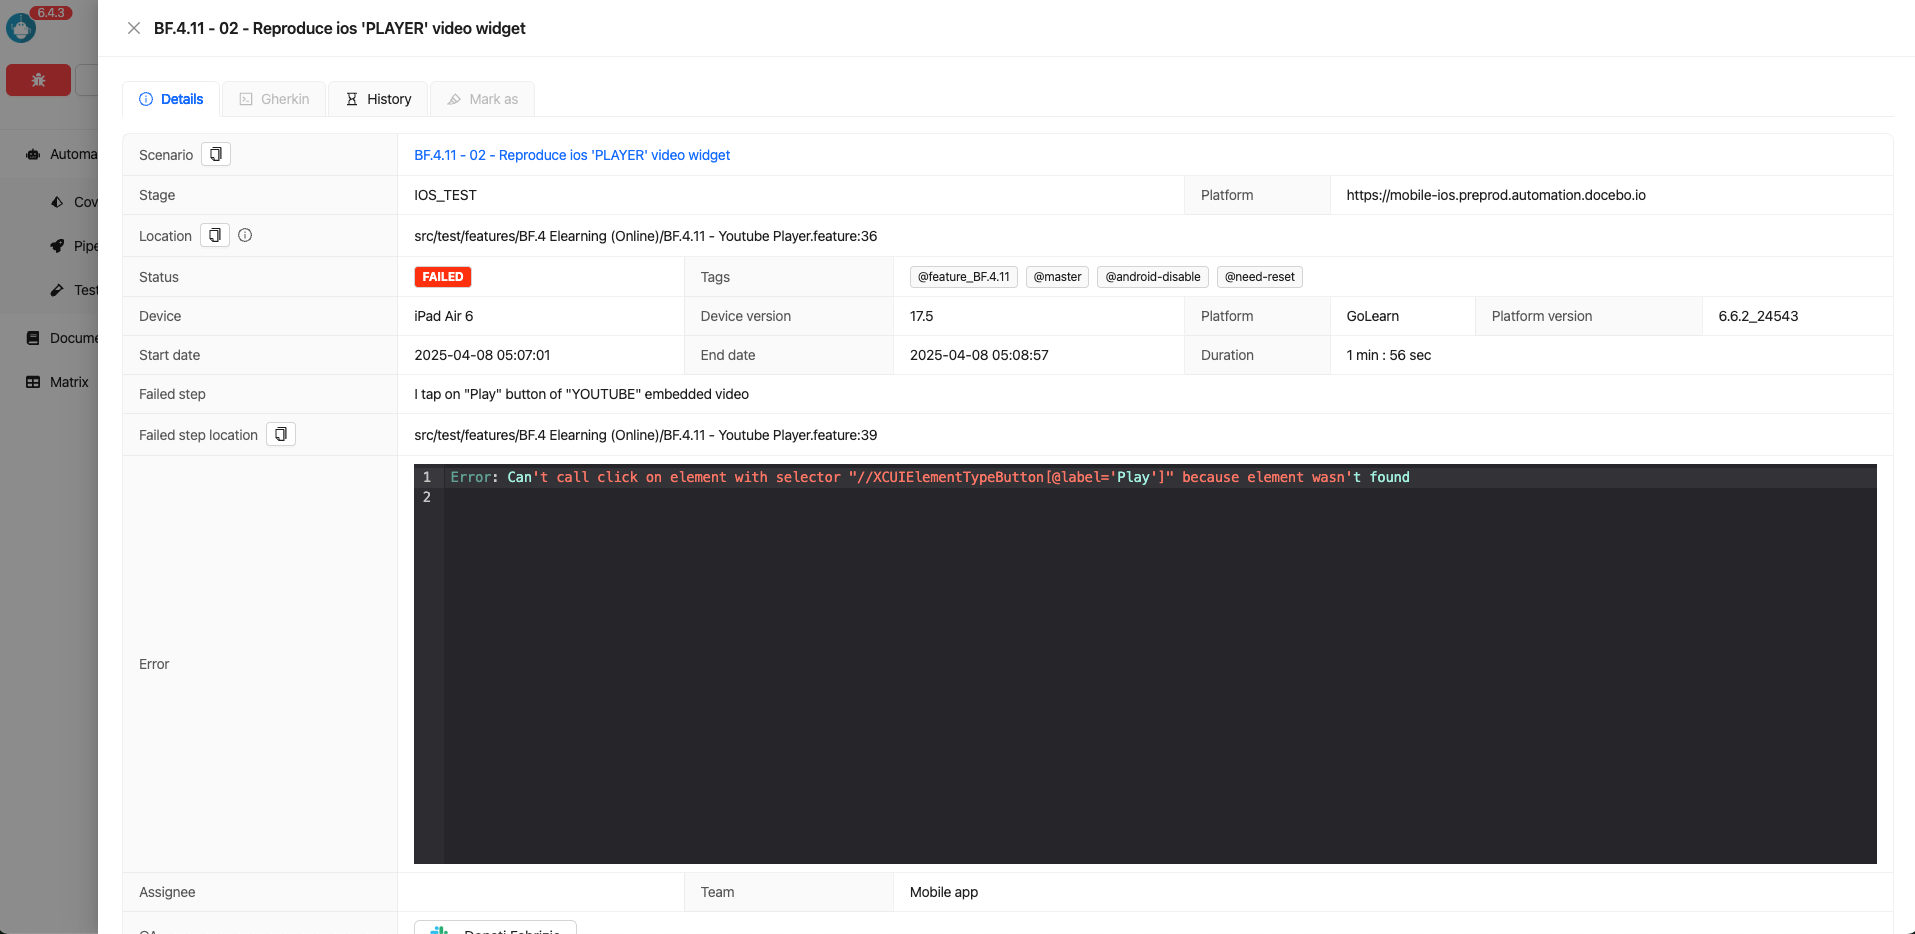 6.4.3
BF.4.11 - 02 - Reproduce ios 'PLAYER' video widget
Details
Gherkin
History
Mark as
Automa
Cov
Pipe
Test
Docume
Matrix
Scenario
BF.4.11 - 02 - Reproduce ios 'PLAYER' video widget
Stage
IOS_TEST
Platform
https://mobile-ios.preprod.automation.docebo.io
Location
src/test/features/BF.4 Elearning (Online)/BF.4.11 - Youtube Player.feature:36
Status
FAILED
Tags
@feature_BF.4.11
@master
@android-disable
@need-reset
Device
iPad Air 6
Device version
17.5
Platform
GoLearn
Platform version
6.6.2_24543
Start date
2025-04-08 05:07:01
End date
2025-04-08 05:08:57
Duration
1 min : 56 sec
Failed step
I tap on "Play" button of "YOUTUBE" embedded video
Failed step location
src/test/features/BF.4 Elearning (Online)/BF.4.11 - Youtube Player.feature:39
Error
1 Error: Can't call click on element with selector "//XCUIElementTypeButton[@label='Play']" because element wasn't found
2
Assignee
Team
Mobile app